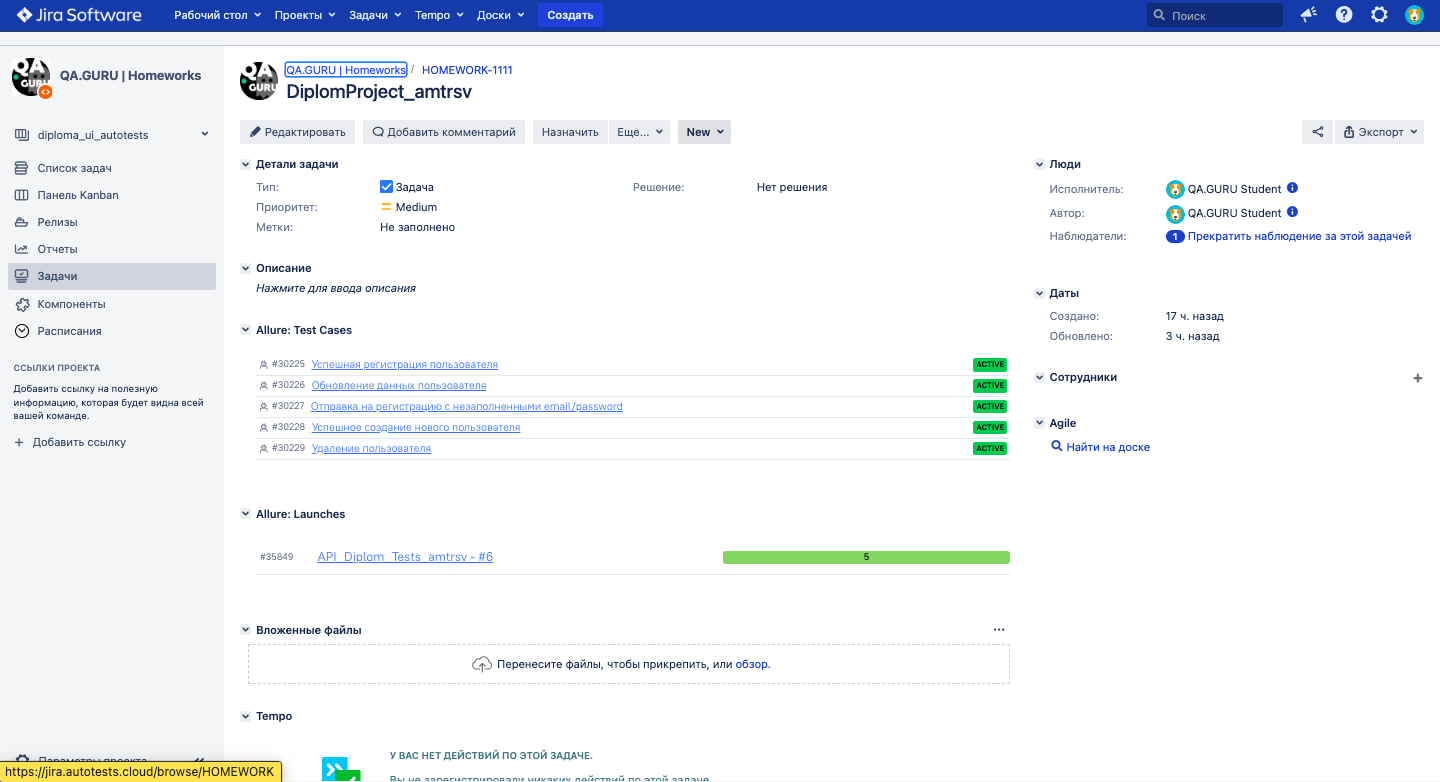 Jira Software
Рабочий стол Проекты Задачи Tempo Доски Создать Поиск
QA GURU
QA.GURU | Homeworks
QA GURU
QA.GURU | Homeworks / HOMEWORK-1111
DiplomProject_amtrsv
diploma_ui_autotests
Список задач
Панель Kanban
Релизы
Отчеты
Задачи
Компоненты
Расписания
ССЫЛКИ ПРОЕКТА
Добавить ссылку на полезную
информацию, которая будет видна всей
вашей команде.
+ Добавить ссылку
Параметры проекта
https://jira.autotests.cloud/browse/HOMEWORK
Редактировать Добавить комментарий Назначить Еще... New Экспорт
Детали задачи
Тип: Задача Решение: Нет решения
Приоритет: Medium
Метки: Не заполнено
Описание
Нажмите для ввода описания
Allure: Test Cases
#30225 Успешная регистрация пользователя ACTIVE
#30226 Обновление данных пользователя ACTIVE
#30227 Отправка на регистрацию с незаполненными email/password ACTIVE
#30228 Успешное создание нового пользователя ACTIVE
#30229 Удаление пользователя ACTIVE
Allure: Launches
#35849 API_Diplom_Tests_amtrsv - #6 5
Вложенные файлы
Перенесите файлы, чтобы прикрепить, или обзор.
Tempo
У ВАС НЕТ ДЕЙСТВИЙ ПО ЭТОЙ ЗАДАЧЕ.
Вы не зарегистрировали никаких действий по этой задаче
Люди
Исполнитель: QA.GURU Student
Автор: QA.GURU Student
Наблюдатели: 1 Прекратить наблюдение за этой задачей
Даты
Создано: 17 ч. назад
Обновлено: 3 ч. назад
Сотрудники
Agile
Найти на доске